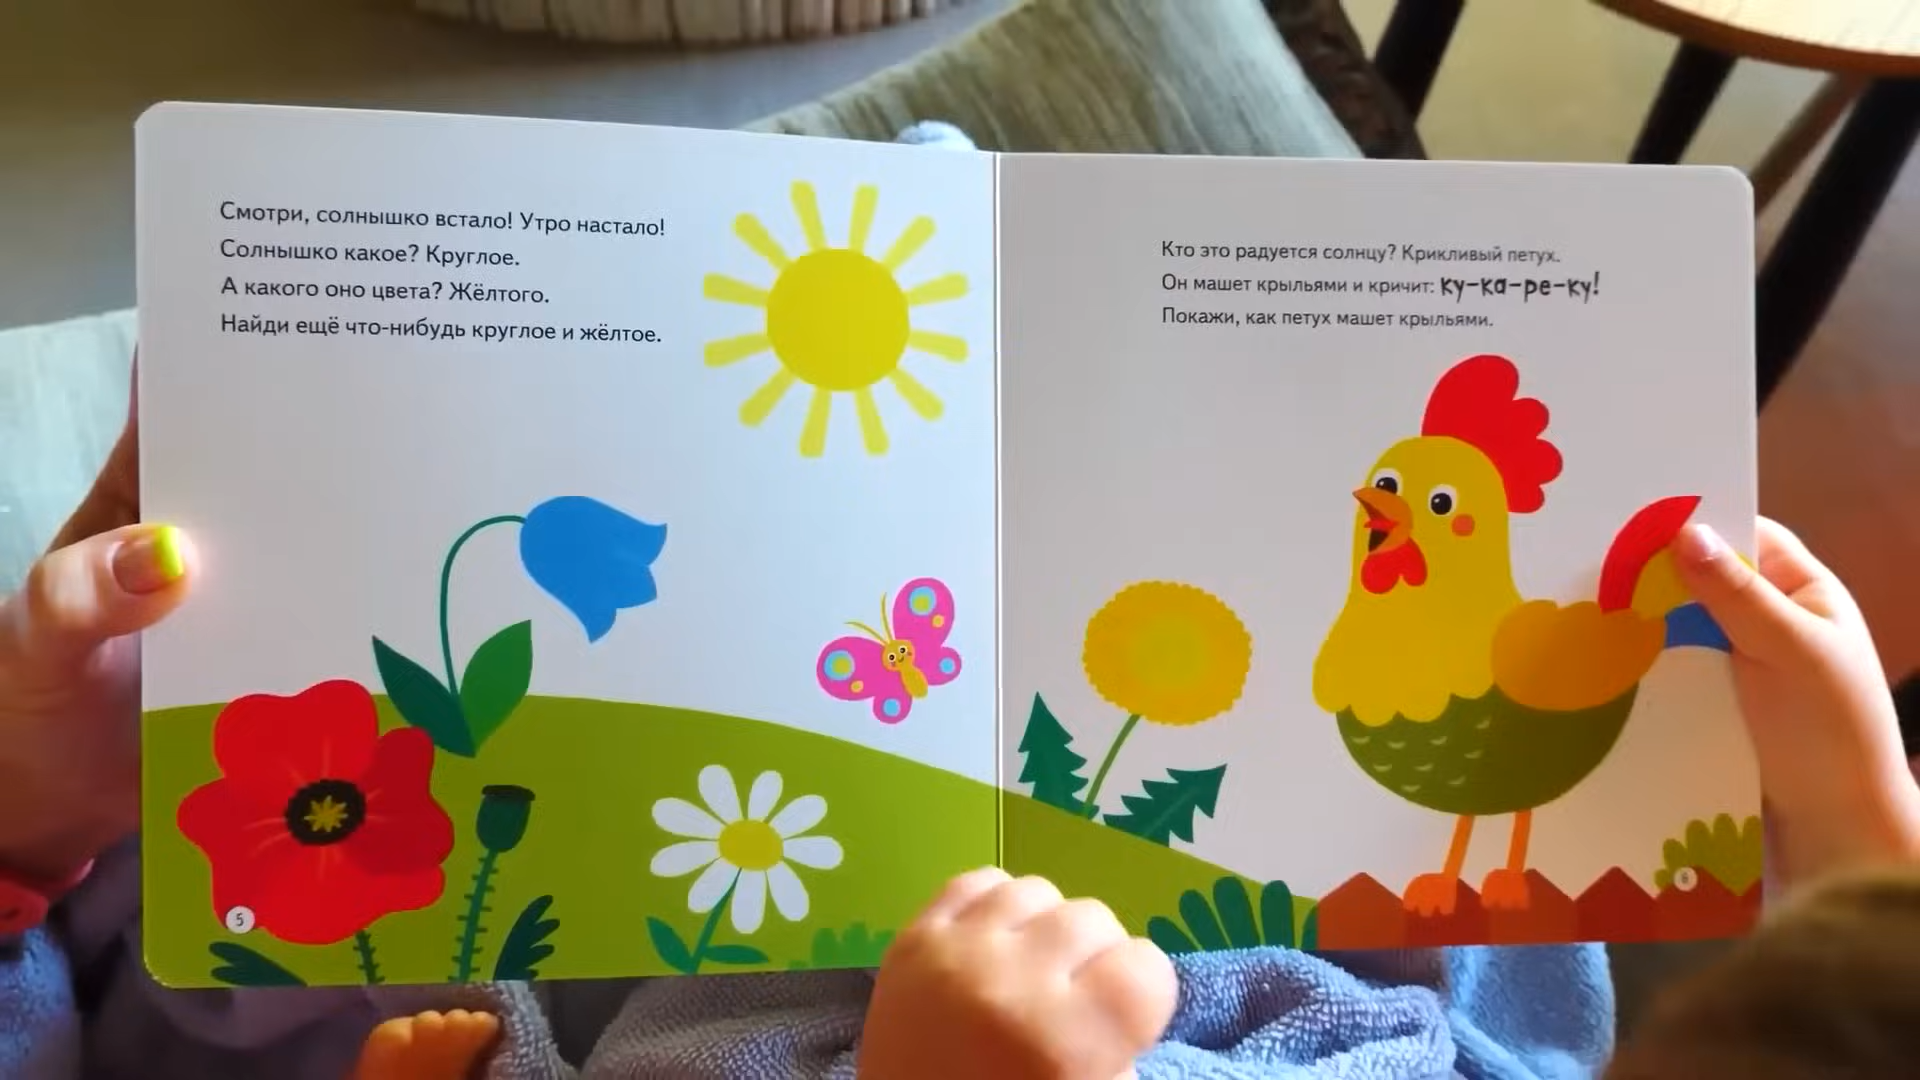 Смотри, солнышко встало! Утро настало!
Солнышко какое? Круглое.
А какого оно цвета? Жёлтого.
Найди ещё что-нибудь круглое и жёлтое.
5
Кто это радуется солнцу? Крикливый петух.
Он машет крыльями и кричит: ку-ка-ре-ку!
Покажи, как петух машет крыльями.
6